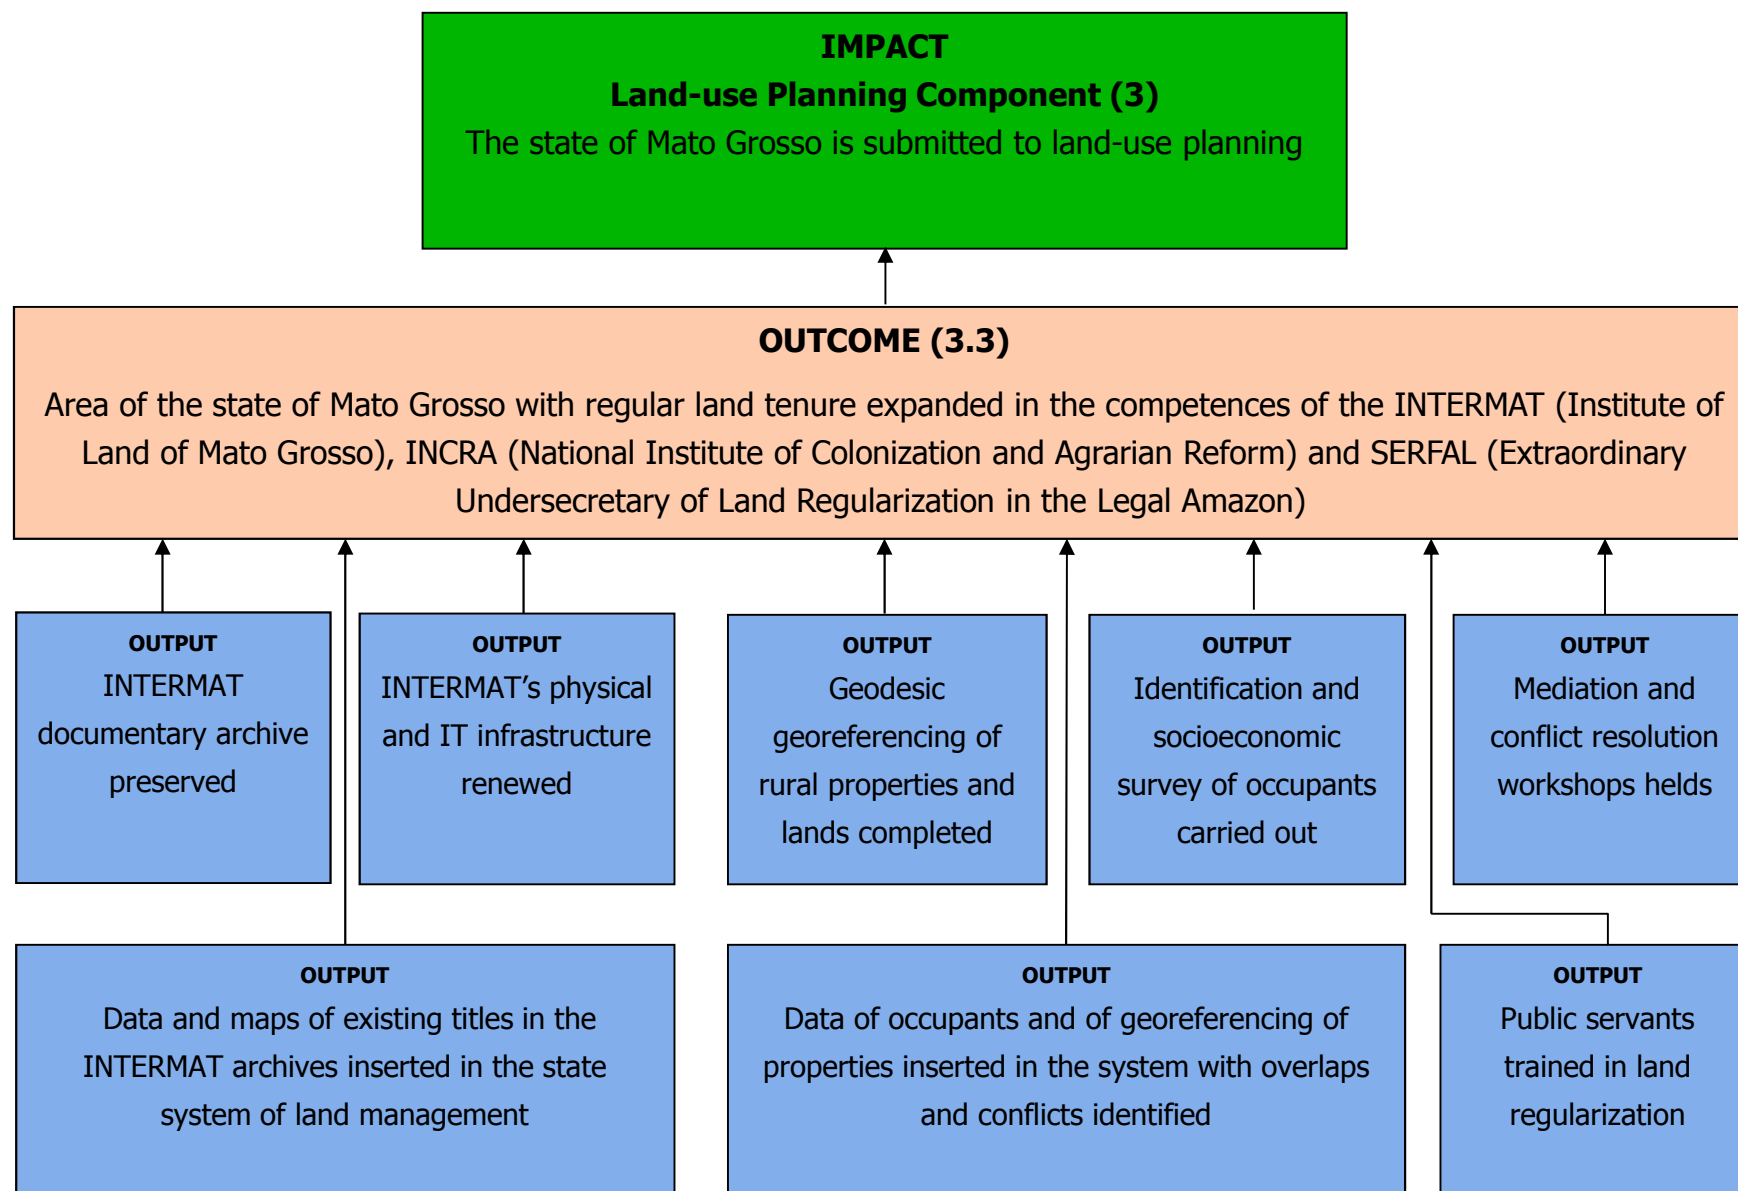 IMPACT
Land-use Planning Component (3)
The state of Mato Grosso is submitted to land-use planning
OUTCOME (3.3)
Area of the state of Mato Grosso with regular land tenure expanded in the competences of the INTERMAT (Institute of
Land of Mato Grosso), INCRA (National Institute of Colonization and Agrarian Reform) and SERFAL (Extraordinary
Undersecretary of Land Regularization in the Legal Amazon)
OUTPUT
INTERMAT
documentary archive
preserved
OUTPUT
INTERMAT’s physical
and IT infrastructure
renewed
OUTPUT
Geodesic
georeferencing of
rural properties and
lands completed
OUTPUT
Identification and
socioeconomic
survey of occupants
carried out
OUTPUT
Mediation and
conflict resolution
workshops helds
OUTPUT
Data and maps of existing titles in the
INTERMAT archives inserted in the state
system of land management
OUTPUT
Data of occupants and of georeferencing of
properties inserted in the system with overlaps
and conflicts identified
OUTPUT
Public servants
trained in land
regularization